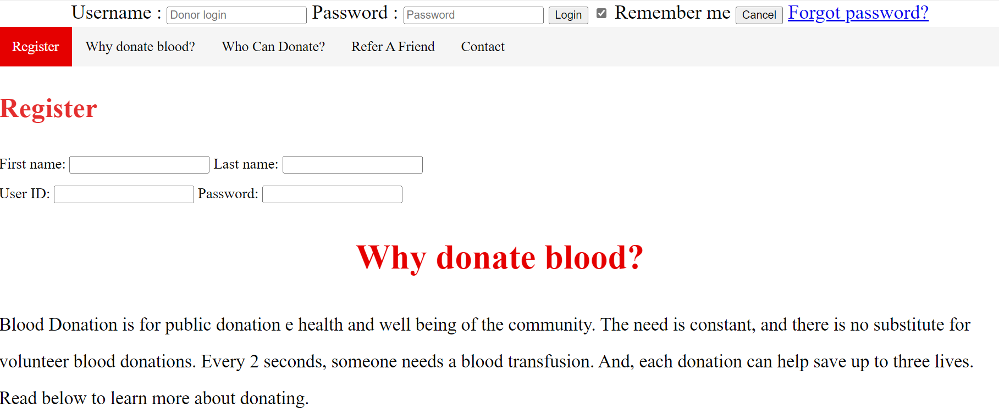 Username : Donor login Password : Password Login Remember me Cancel Forgot password?
Register Why donate blood? Who Can Donate? Refer A Friend Contact
Register
First name: Last name:
User ID: Password:
Why donate blood?
Blood Donation is for public donation e health and well being of the community. The need is constant, and there is no substitute for
volunteer blood donations. Every 2 seconds, someone needs a blood transfusion. And, each donation can help save up to three lives.
Read below to learn more about donating.